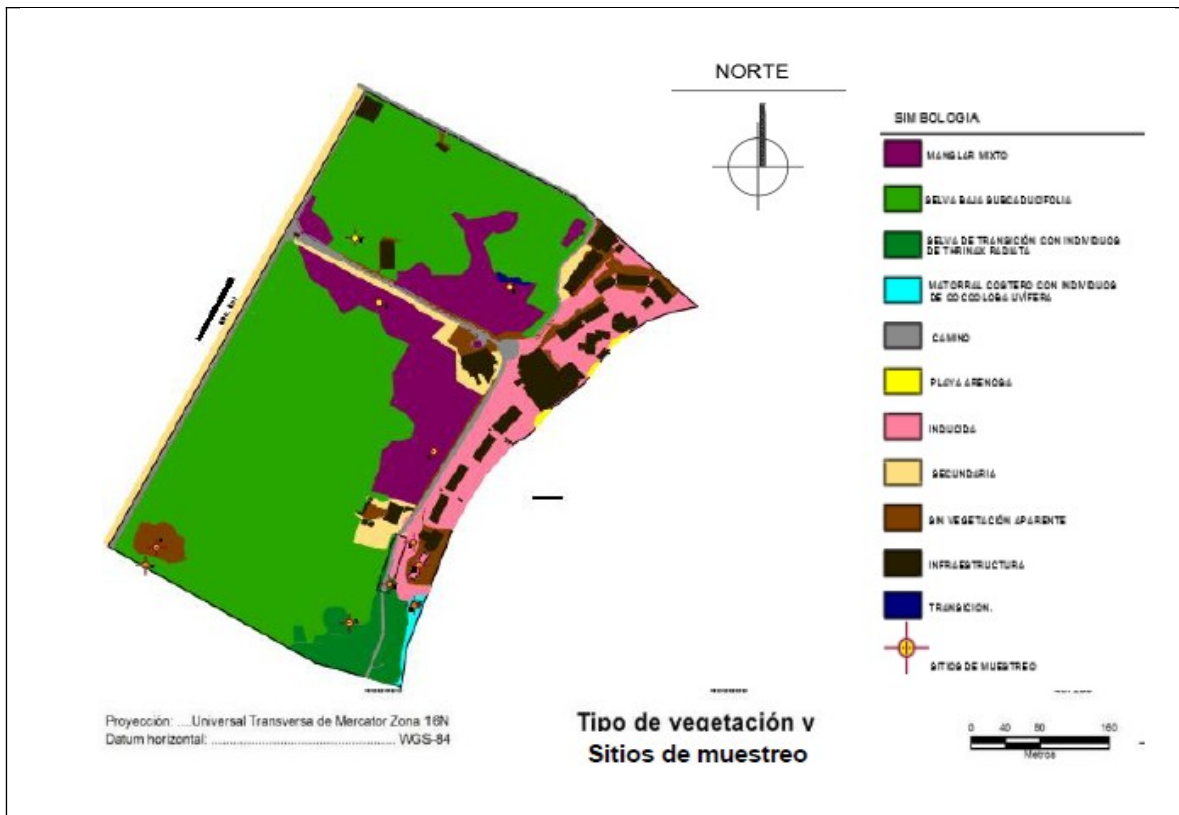 NORTE
SIMBOLOGIA
MANGLAR MIXTO
SELVA BAJA SUBCADUCIFOLIA
SELVA DE TRANSICIÓN CON INDIVIDUOS
DE THRINAX RADIATA
MATORRAL COSTERO CON INDIVIDUOS
DE COCOLOBA UVÍFERA
CAMINO
PLAYA ARENOSA
INDUCIDA
SECUNDARIA
SIN VEGETACIÓN APARENTE
INFRAESTRUCTURA
TRANSICION.
SITIOS DE MUESTREO
Proyección: ....Universal Transversa de Mercator Zona 16N
Datum horizontal: ................................................ WGS-84
Tipo de vegetación y
Sitios de muestreo
0 40 80 160
Metros